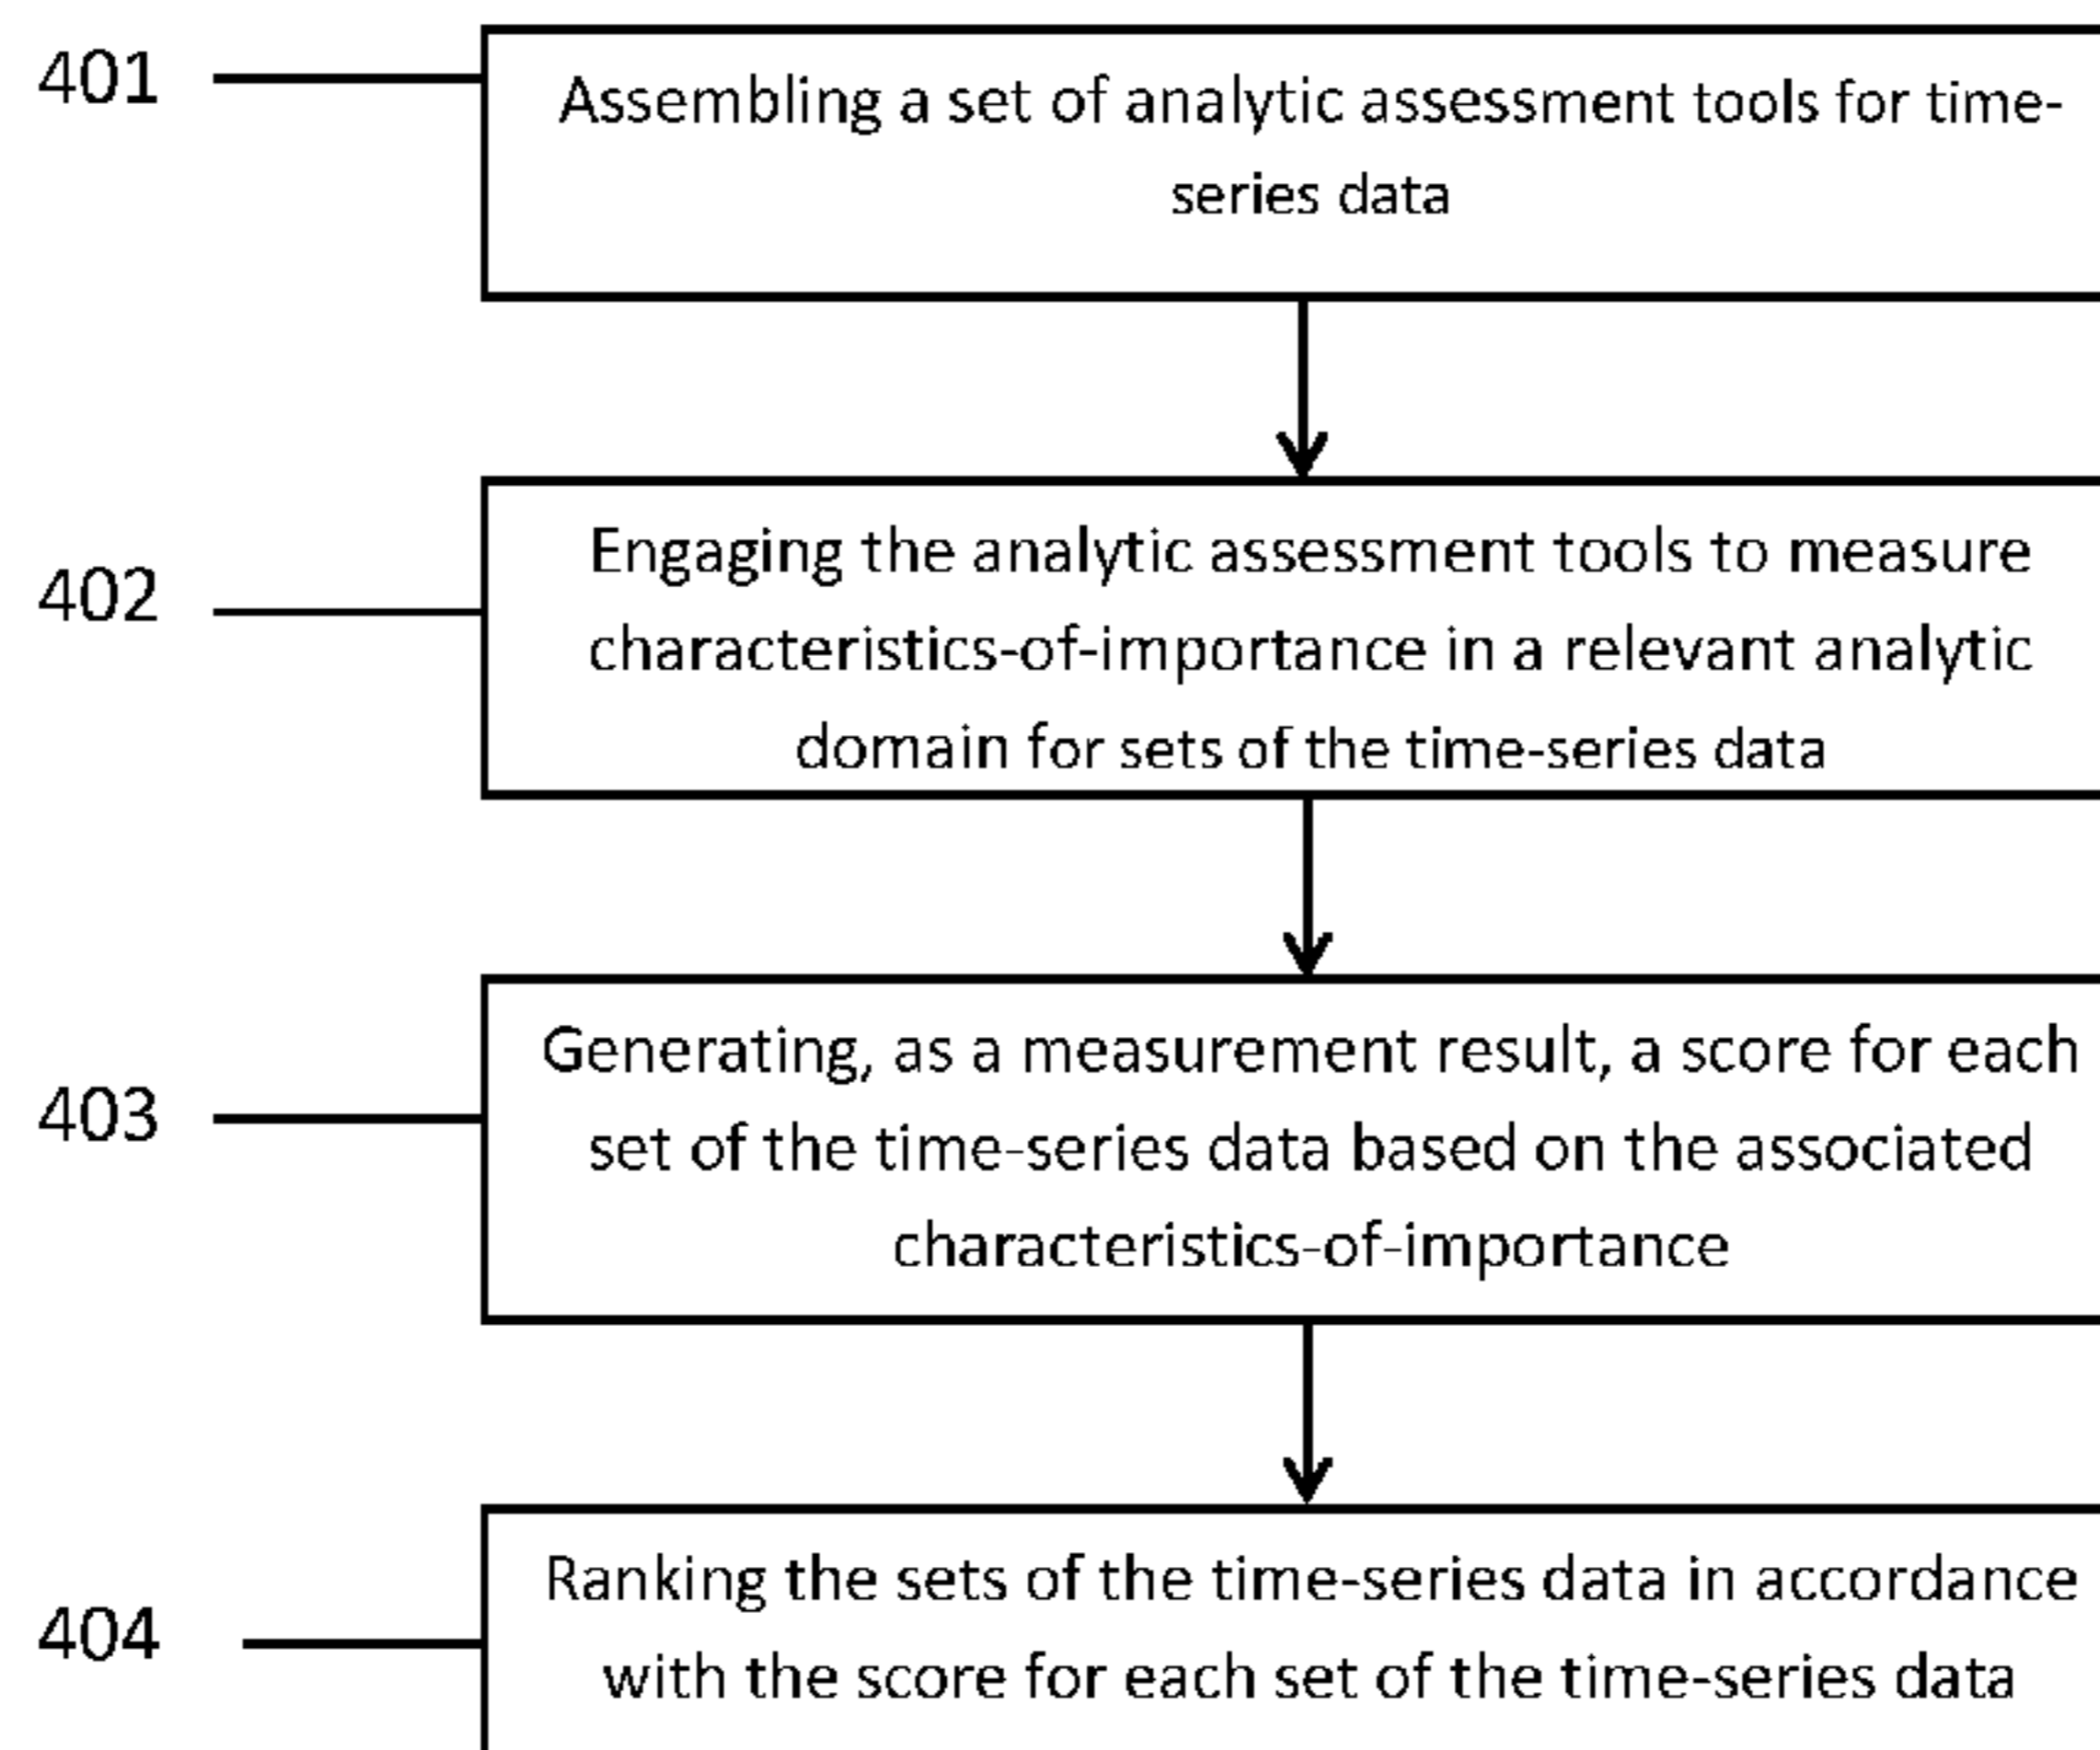 401
Assembling a set of analytic assessment tools for time-
series data
402
Engaging the analytic assessment tools to measure
characteristics-of-importance in a relevant analytic
domain for sets of the time-series data
403
Generating, as a measurement result, a score for each
set of the time-series data based on the associated
characteristics-of-importance
404
Ranking the sets of the time-series data in accordance
with the score for each set of the time-series data